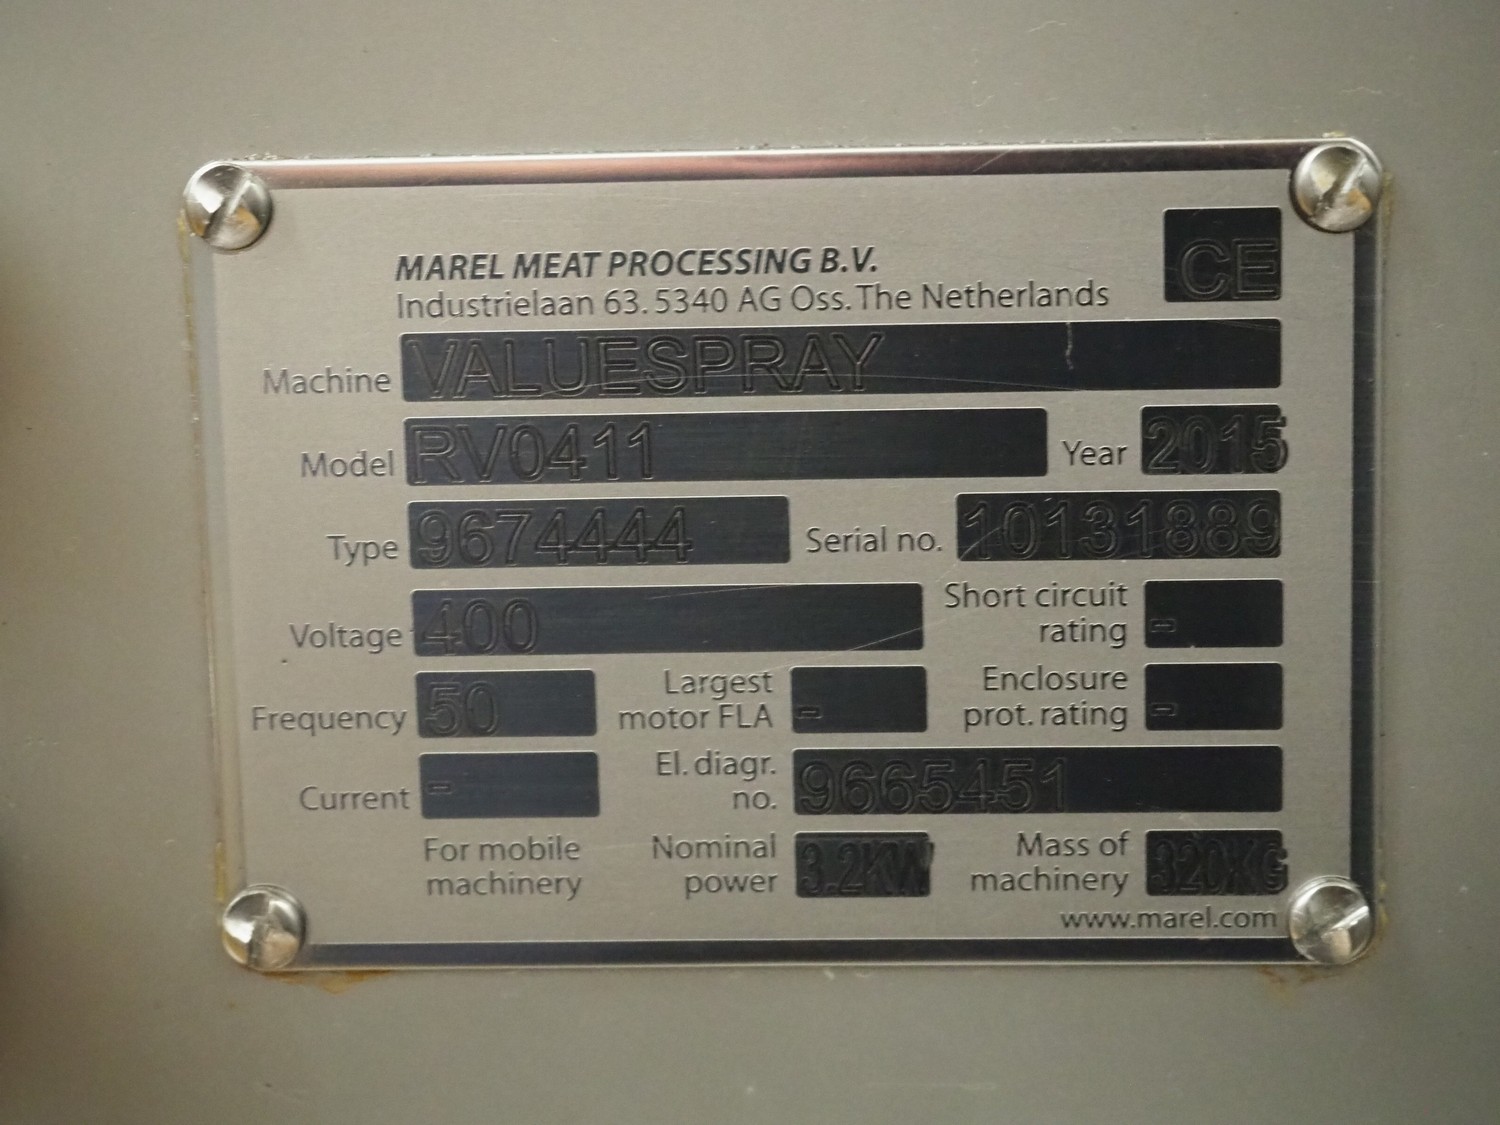 MAREL MEAT PROCESSING B.V.
Industrielaan 63. 5340 AG Oss. The Netherlands
CE
Machine VALUESPRAY
Model RV0411 Year 2015
Type 9674444 Serial no. 10131889
Voltage 400 Short circuit rating -
Frequency 50 Largest motor FLA - Enclosure prot. rating -
Current - El. diagr. no. 9665451
For mobile machinery Nominal power 3.2KW Mass of machinery 320KG
www.marel.com